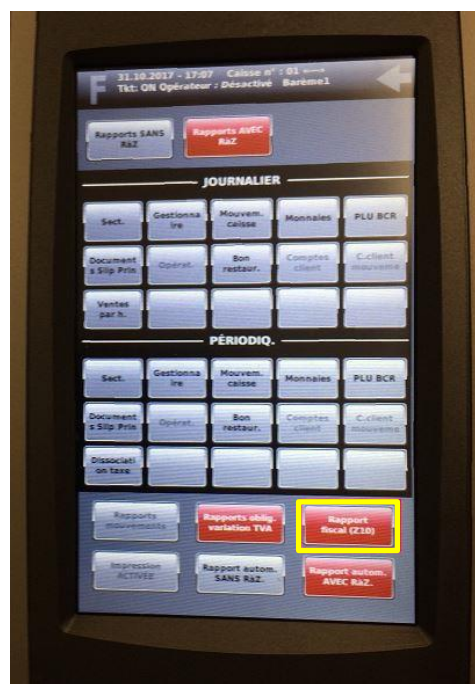 F
31.10.2017 - 17:07 Caisse n° : 01
Tkt: ON Opérateur : Désactivé Barème1
Rapports SANS
RàZ
Rapports AVEC
RàZ
JOURNALIER
Sect.
Gestionna
ire
Mouvem.
caisse
Monnaies
PLU BCR
Document
s Slip Prin
Opérat.
Bon
restaur.
Comptes
client
C.client
mouveme
Ventes
par h.
PÉRIODIQ.
Sect.
Gestionna
ire
Mouvem.
caisse
Monnaies
PLU BCR
Document
s Slip Prin
Opérat.
Bon
restaur.
Comptes
client
C.client
mouveme
Dissociati
on taxe
Rapports
mouvements
Rapports oblig.
variation TVA
Rapport
fiscal (Z10)
Impression
ACTIVÉE
Rapport autom.
SANS RàZ.
Rapport autom.
AVEC RàZ.